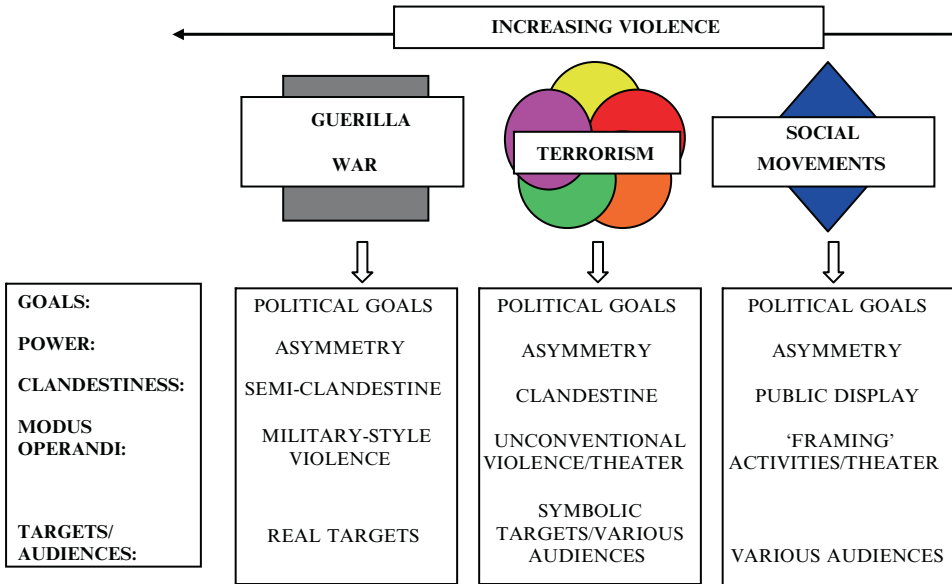 INCREASING VIOLENCE
GUERILLA
WAR
TERRORISM
SOCIAL
MOVEMENTS
GOALS:
POWER:
CLANDESTINESS:
MODUS
OPERANDI:
TARGETS/
AUDIENCES:
POLITICAL GOALS
ASYMMETRY
SEMI-CLANDESTINE
MILITARY-STYLE
VIOLENCE
REAL TARGETS
POLITICAL GOALS
ASYMMETRY
CLANDESTINE
UNCONVENTIONAL
VIOLENCE/THEATER
SYMBOLIC
TARGETS/VARIOUS
AUDIENCES
POLITICAL GOALS
ASYMMETRY
PUBLIC DISPLAY
‘FRAMING’
ACTIVITIES/THEATER
VARIOUS AUDIENCES